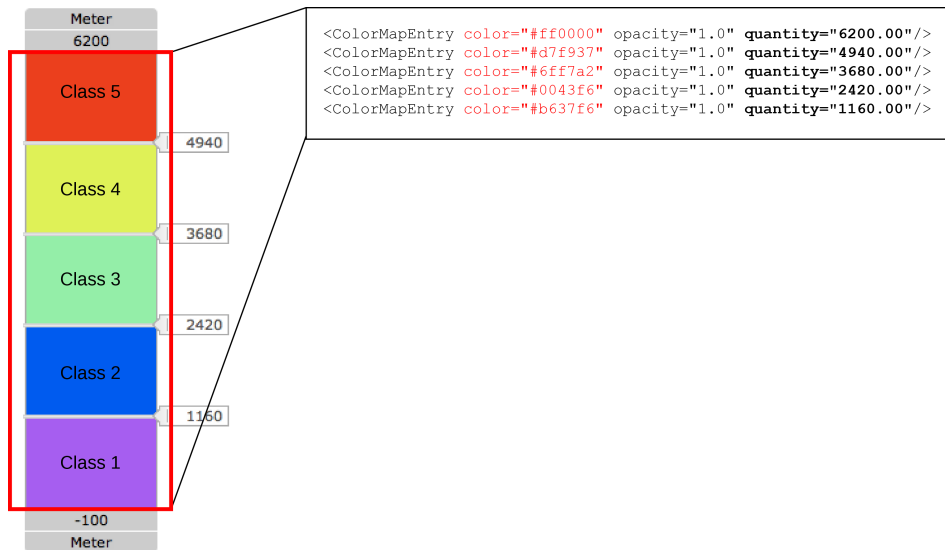 Meter
6200
Class 5
4940
Class 4
3680
Class 3
2420
Class 2
1160
Class 1
-100
Meter
<ColorMapEntry color="#ff0000" opacity="1.0" quantity="6200.00"/>
<ColorMapEntry color="#d7f937" opacity="1.0" quantity="4940.00"/>
<ColorMapEntry color="#6ff7a2" opacity="1.0" quantity="3680.00"/>
<ColorMapEntry color="#0043f6" opacity="1.0" quantity="2420.00"/>
<ColorMapEntry color="#b637f6" opacity="1.0" quantity="1160.00"/>